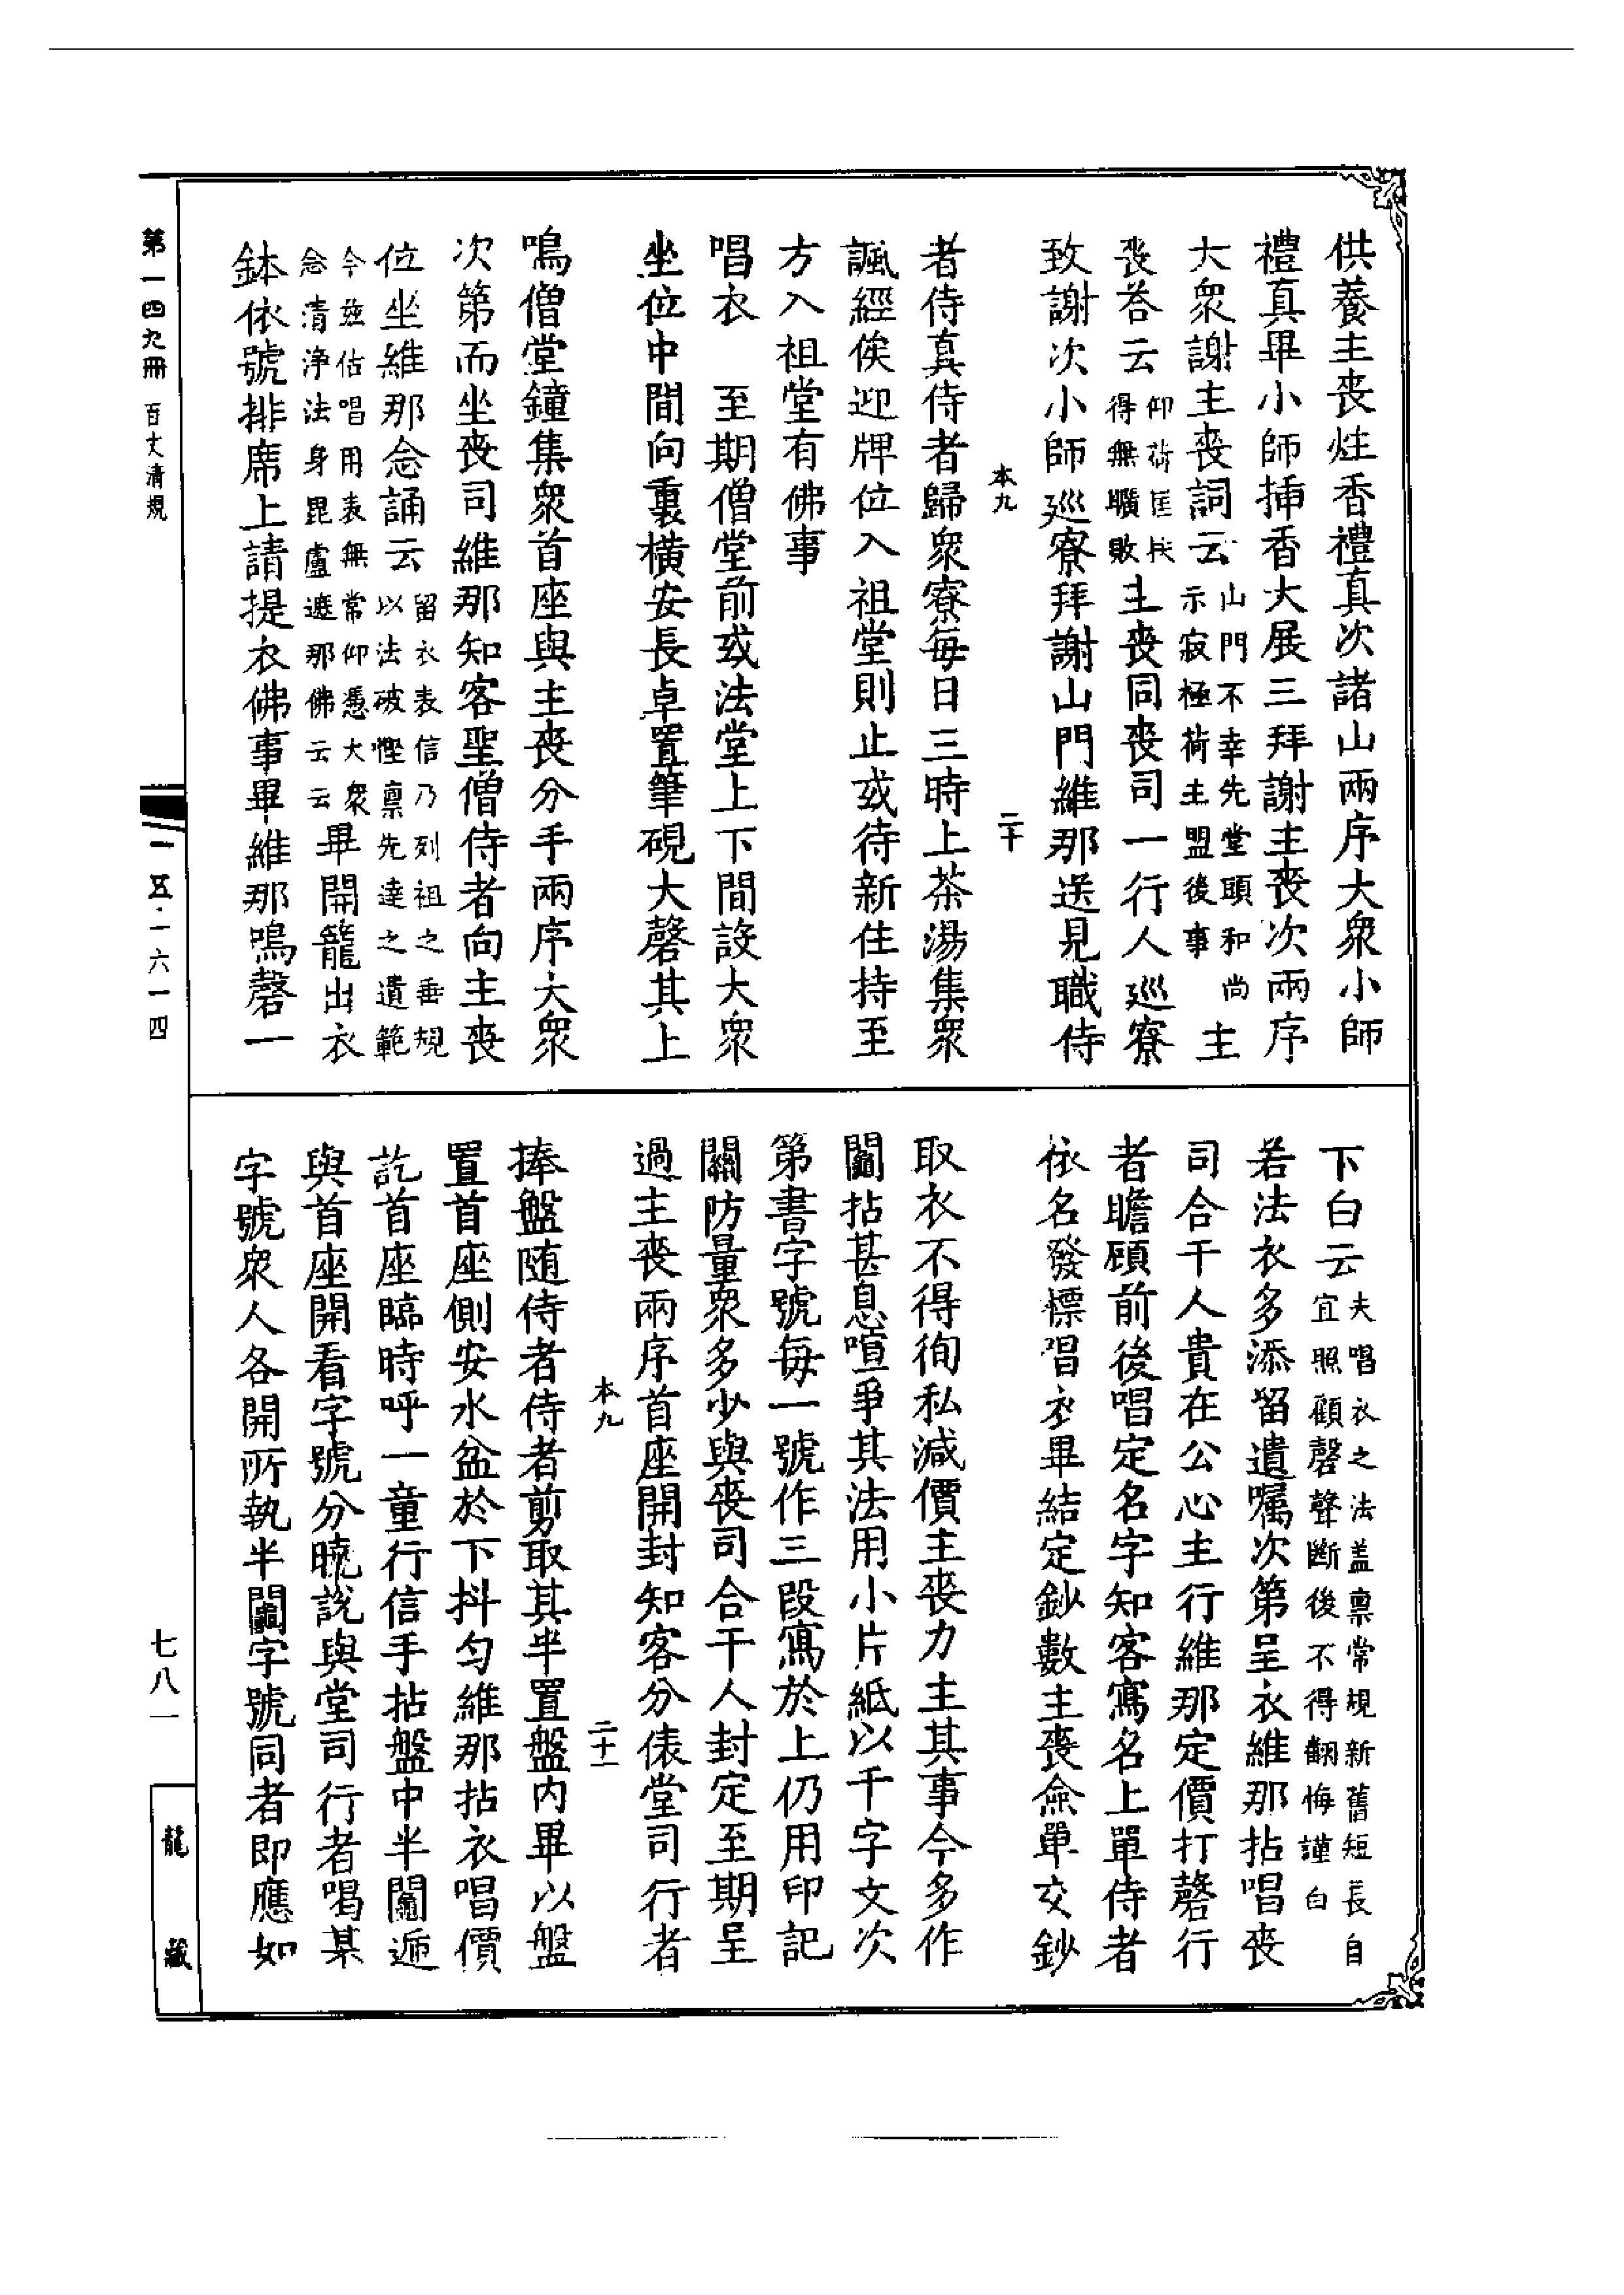 供養主喪炷香禮真次諸山兩序大衆小師
禮真畢小師揷香大展三拜謝主喪次兩序
大衆謝主喪詞云山門不幸先堂頭和尚示寂極荷主盟後事主
喪荅云仰荷匡扶得無曠敗主喪同喪司一行人巡寮
致謝次小師巡寮拜謝山門維那送見職侍
本九 二十
者侍真侍者歸衆寮每日三時上茶湯集衆
諷經俟迎牌位入祖堂則止或待新住持至
方入祖堂有佛事
唱衣 至期僧堂前或法堂上下間設大衆
坐位中間向裏橫安長卓置筆硯大磬其上
鳴僧堂鐘集衆首座與主喪分手兩序大衆
次第而坐喪司維那知客聖僧侍者向主喪
位坐維那念誦云留衣表信乃列祖之垂規以法破慳禀先達之遺範
今兹估唱用表無常仰憑大衆念清淨法身毘盧遮那佛云云畢開籠出衣
鉢依號排席上請提衣佛事畢維那鳴磬一
下白云夫唱衣之法盖禀常規新舊短長自宜照顧磬聲斷後不得翻悔謹白
若法衣多添留遺囑次第呈衣維那拈唱喪
司合干人貴在公心主行維那定價打磬行
者瞻頋前後唱定名字知客寫名上單侍者
依名發標唱衣畢結定鈔數主喪僉單交鈔
取衣不得徇私減價主喪力主其事今多作
鬮拈甚息喧爭其法用小片紙以千字文次
第書字號每一號作三段寫於上仍用印記
關防量衆多少與喪司合干人封定至期呈
過主喪兩序首座開封知客分俵堂司行者
本九 二十一
捧盤随侍者侍者剪取其半置盤内畢以盤
置首座側安水盆於下抖勻維那拈衣唱價
訖首座臨時呼一童行信手拈盤中半鬮遞
與首座開看字號分曉說與堂司行者喝某
字號衆人各開所執半鬮字號同者即應如
第一四九冊 百丈清規
一五·一六一四
七八一
龍藏